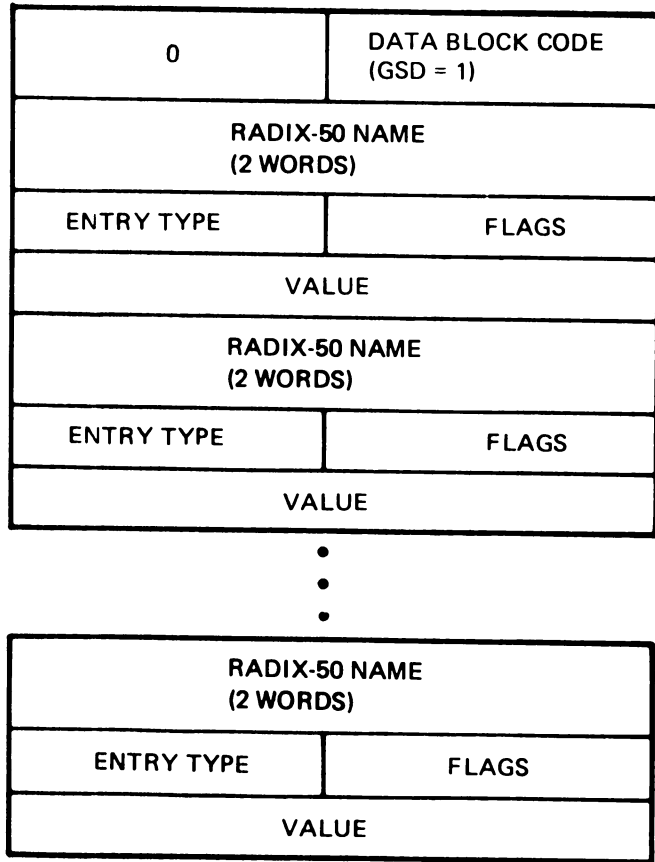 0
DATA BLOCK CODE
(GSD = 1)
RADIX-50 NAME
(2 WORDS)
ENTRY TYPE
FLAGS
VALUE
RADIX-50 NAME
(2 WORDS)
ENTRY TYPE
FLAGS
VALUE
RADIX-50 NAME
(2 WORDS)
ENTRY TYPE
FLAGS
VALUE